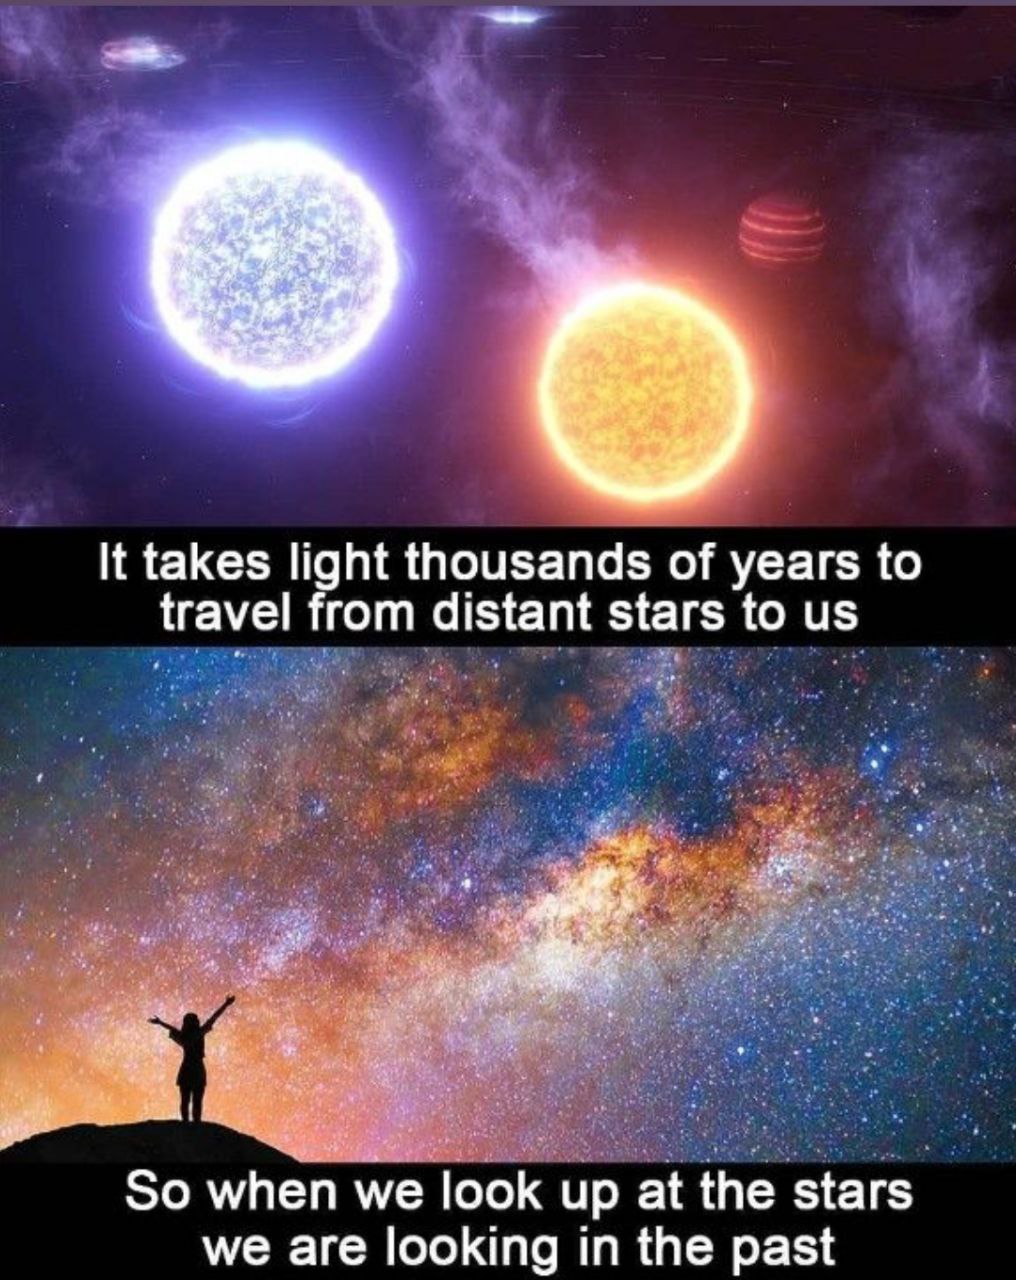 It takes light thousands of years to
travel from distant stars to us
So when we look up at the stars
we are looking in the past